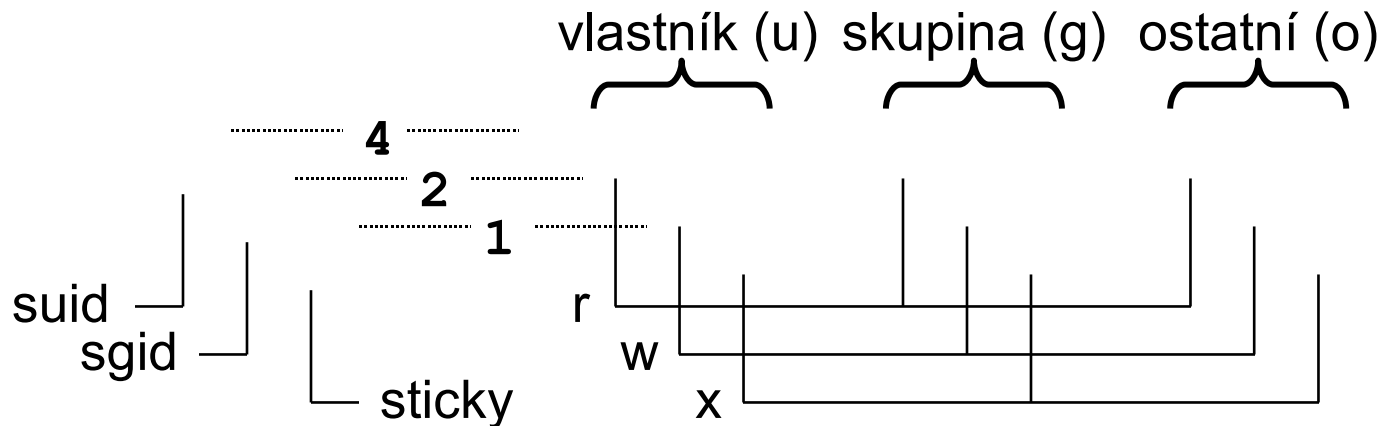 vlastník (u) skupina (g) ostatní (o)
4
2
1
suid r
sgid w
sticky x